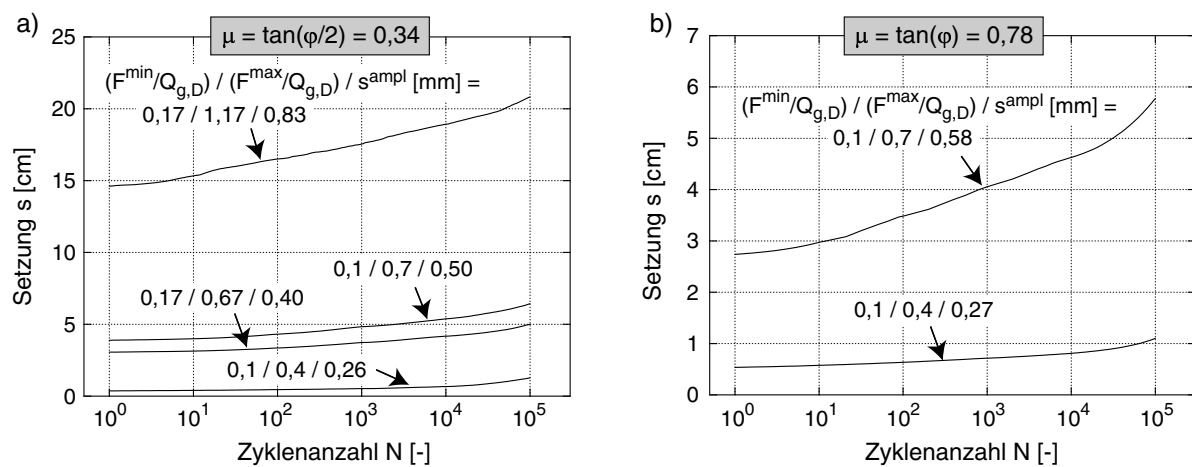 a)
μ = tan(φ/2) = 0,34
(F^min/Q_g,D) / (F^max/Q_g,D) / s^ampl [mm] =
0,17 / 1,17 / 0,83
0,1 / 0,7 / 0,50
0,17 / 0,67 / 0,40
0,1 / 0,4 / 0,26
25
20
15
10
5
0
Setzung s [cm]
10^0 10^1 10^2 10^3 10^4 10^5
Zyklenanzahl N [-]
b)
μ = tan(φ) = 0,78
(F^min/Q_g,D) / (F^max/Q_g,D) / s^ampl [mm] =
0,1 / 0,7 / 0,58
0,1 / 0,4 / 0,27
7
6
5
4
3
2
1
0
Setzung s [cm]
10^0 10^1 10^2 10^3 10^4 10^5
Zyklenanzahl N [-]